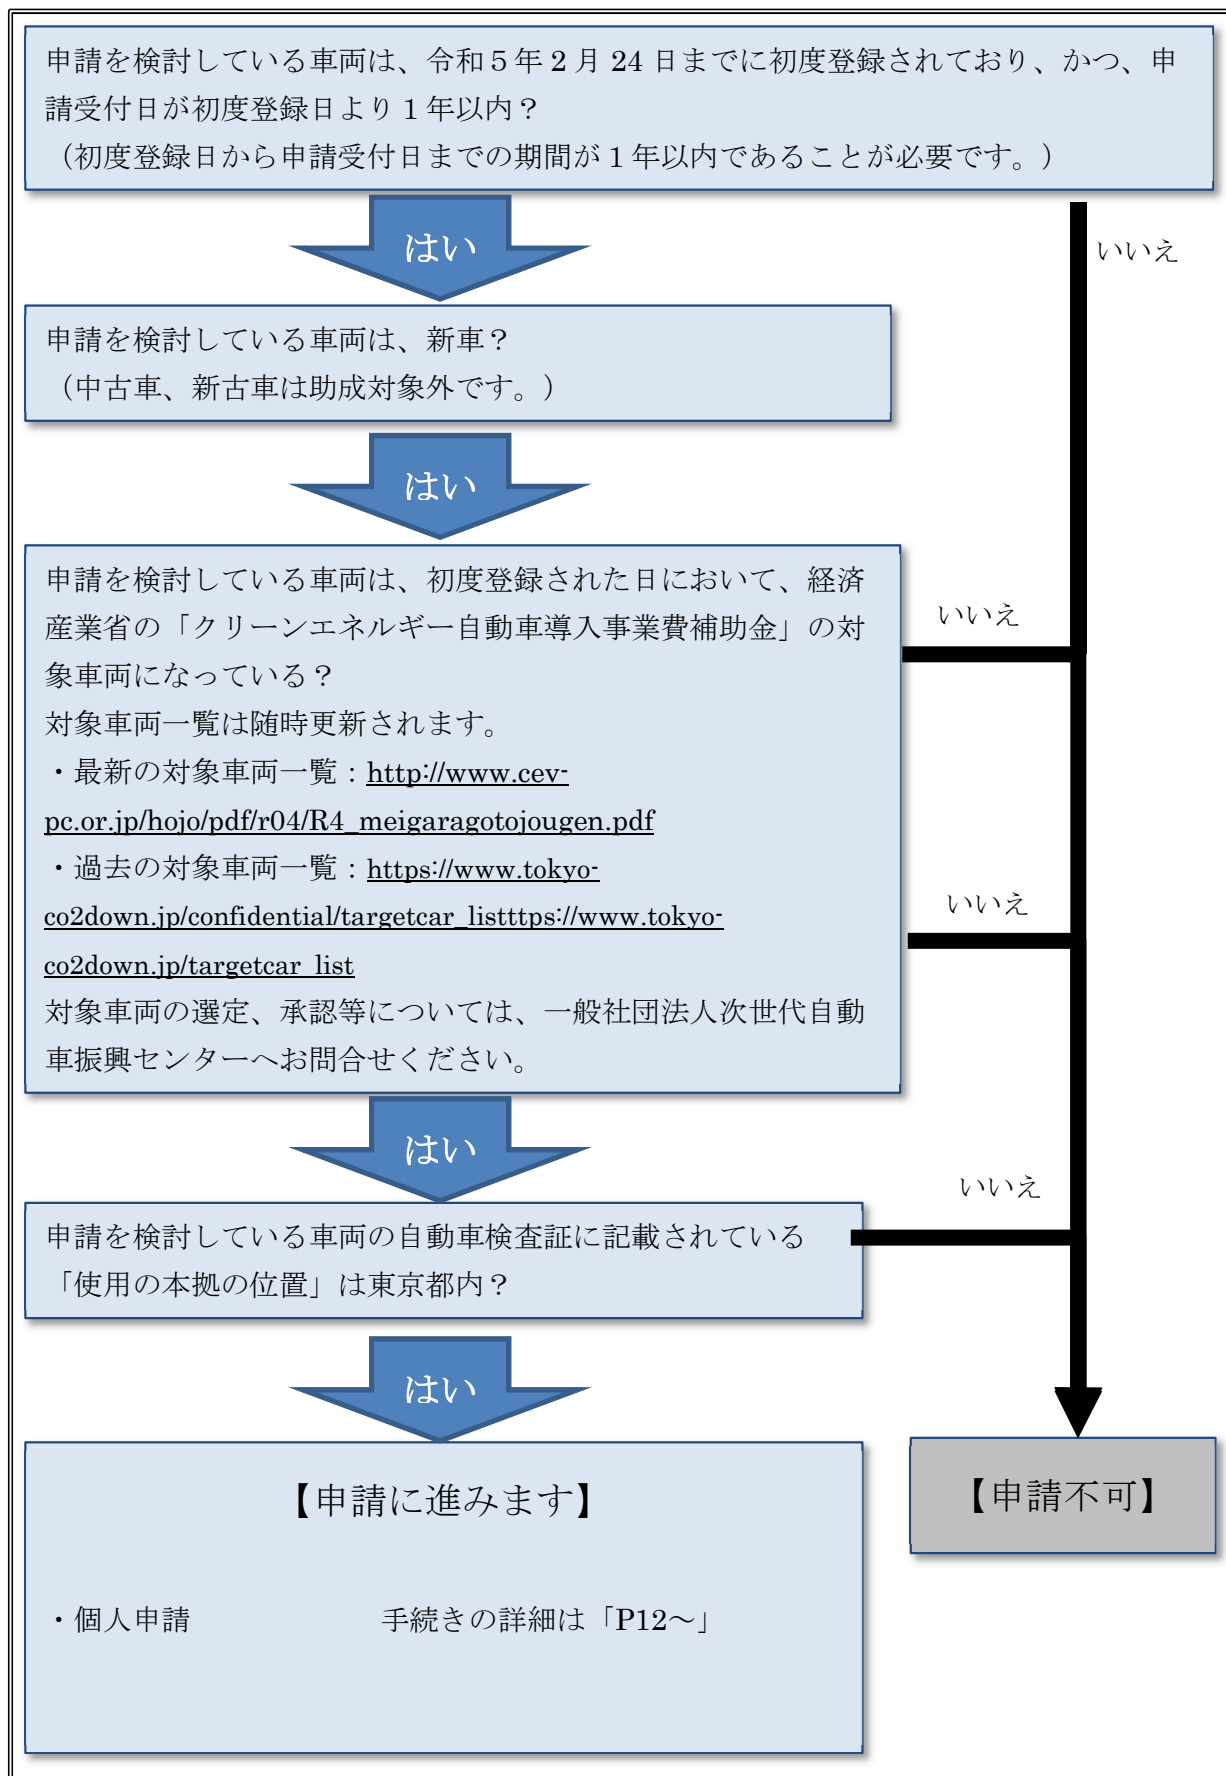 申請を検討している車両は、令和５年 2 月 24 日までに初度登録されており、かつ、申
請受付日が初度登録日より 1 年以内？
（初度登録日から申請受付日までの期間が 1 年以内であることが必要です。）
はい
いいえ
申請を検討している車両は、新車？
（中古車、新古車は助成対象外です。）
はい
申請を検討している車両は、初度登録された日において、経済
産業省の「クリーンエネルギー自動車導入事業費補助金」の対
象車両になっている？
対象車両一覧は随時更新されます。
・最新の対象車両一覧：http://www.cev-
pc.or.jp/hojo/pdf/r04/R4_meigaragotojougen.pdf
・過去の対象車両一覧：https://www.tokyo-
co2down.jp/confidential/targetcar_listttps://www.tokyo-
co2down.jp/targetcar_list
対象車両の選定、承認等については、一般社団法人次世代自動
車振興センターへお問合せください。
いいえ
いいえ
はい
いいえ
申請を検討している車両の自動車検査証に記載されている
「使用の本拠の位置」は東京都内？
はい
【申請に進みます】
・個人申請 手続きの詳細は「P12～」
【申請不可】